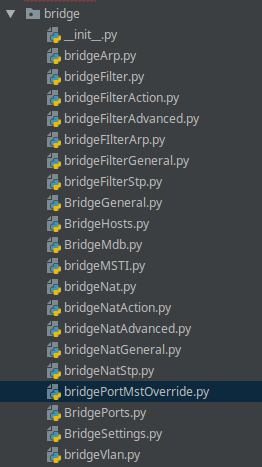 bridge
__init__.py
bridgeArp.py
bridgeFilter.py
bridgeFilterAction.py
bridgeFilterAdvanced.py
bridgeFIlterArp.py
bridgeFilterGeneral.py
bridgeFilterStp.py
BridgeGeneral.py
BridgeHosts.py
BridgeMdb.py
bridgeMSTI.py
bridgeNat.py
bridgeNatAction.py
bridgeNatAdvanced.py
bridgeNatGeneral.py
bridgeNatStp.py
bridgePortMstOverride.py
BridgePorts.py
BridgeSettings.py
bridgeVlan.py